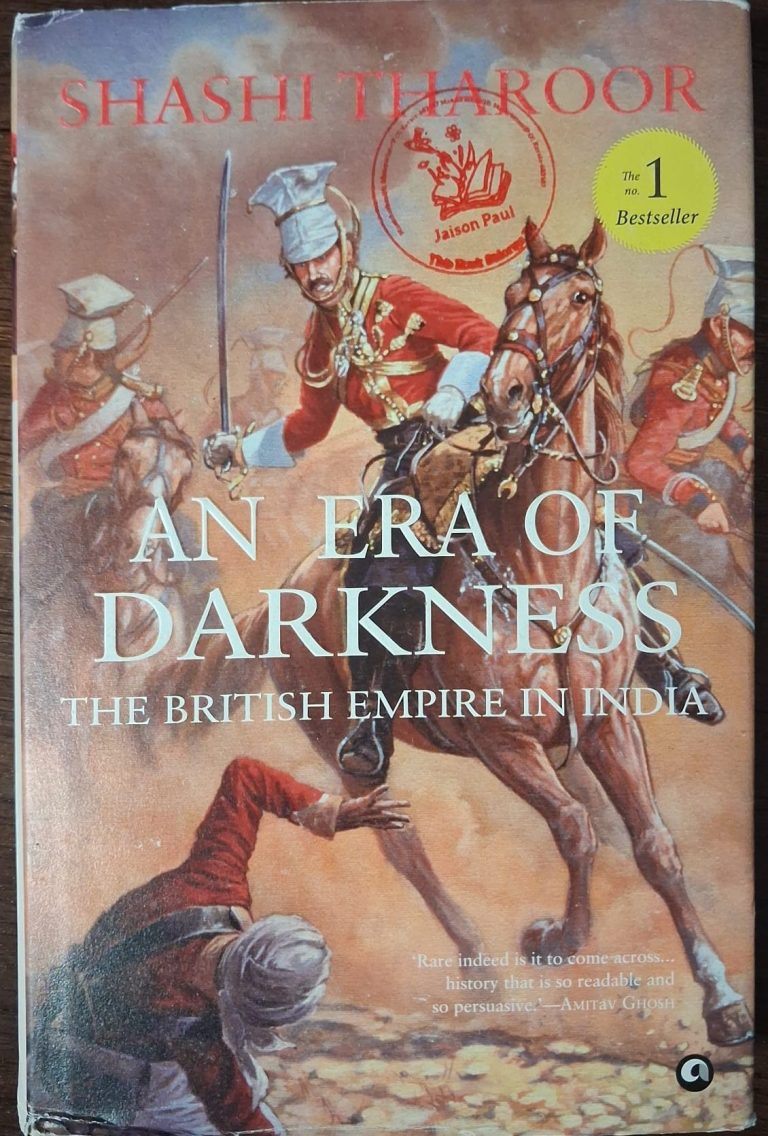 SHASHI THAROOR
The
no. 1
Bestseller
Jaison Paul
AN ERA OF
DARKNESS
THE BRITISH EMPIRE IN INDIA
'Rare indeed is it to come across...
history that is so readable and
so persuasive.'—AMITAV GHOSH
a